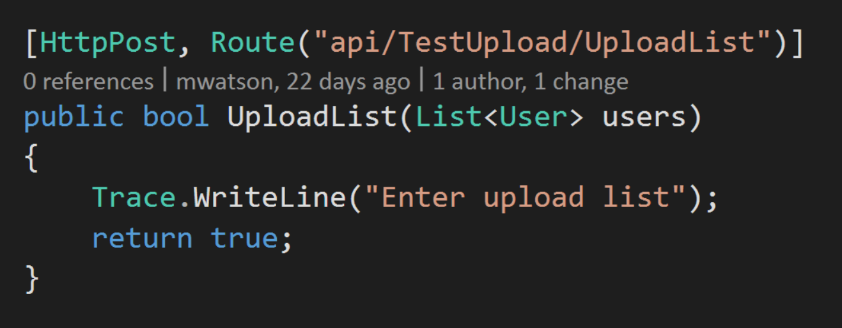 [HttpPost, Route("api/TestUpload/UploadList")]
0 references | mwatson, 22 days ago | 1 author, 1 change
public bool UploadList(List<User> users)
{
    Trace.WriteLine("Enter upload list");
    return true;
}